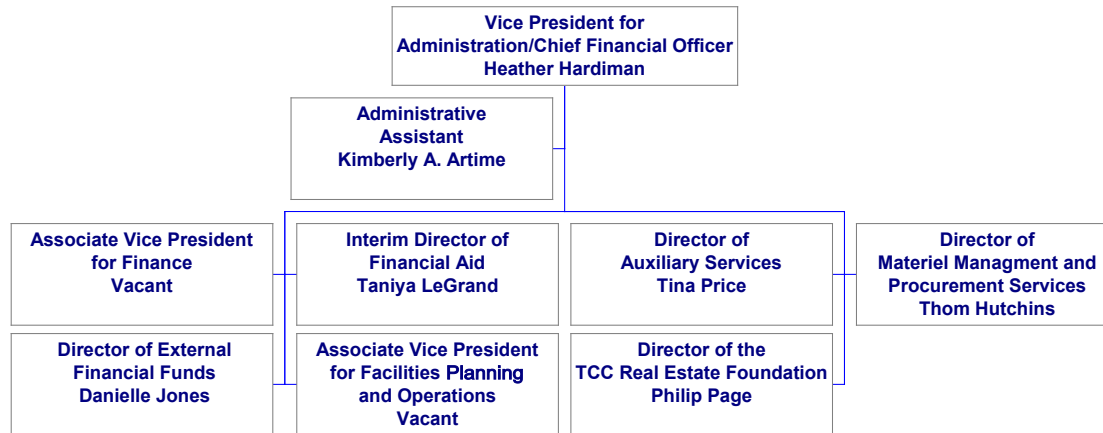 Vice President for
Administration/Chief Financial Officer
Heather Hardiman
Administrative
Assistant
Kimberly A. Artime
Associate Vice President
for Finance
Vacant
Interim Director of
Financial Aid
Taniya LeGrand
Director of
Auxiliary Services
Tina Price
Director of
Materiel Managment and
Procurement Services
Thom Hutchins
Director of External
Financial Funds
Danielle Jones
Associate Vice President
for Facilities Planning
and Operations
Vacant
Director of the
TCC Real Estate Foundation
Philip Page